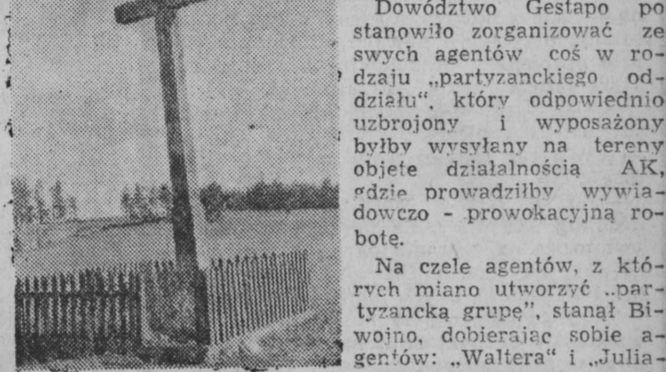 Dowództwo Gestapo po
stanowiło zorganizować ze
swych agentów coś w ro-
dzaju „partyzanckiego od-
działu“, który odpowiednio
uzbrojony i wyposażony
byłby wysyłany na tereny
objete działalnością AK,
gdzie prowadziłby wywia-
dowczo - prowokacyjną ro-
botę.
Na czele agentów, z któ-
rych miano utworzyć „par-
tyzancką grupę”, stanął Bi-
wojno, dobierając sobie a-
gentów: „Waltera“ i „Julia-